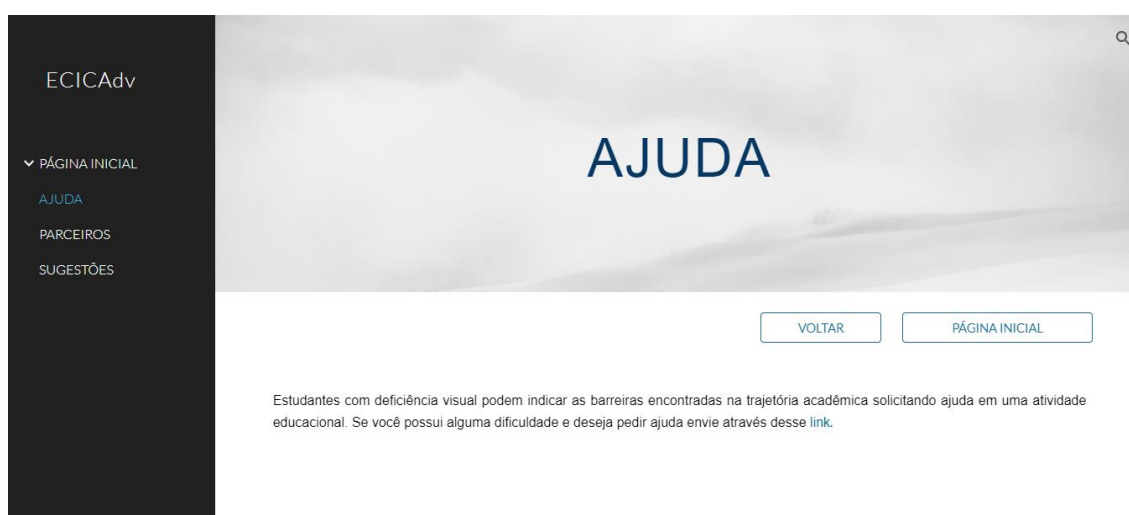 ECICAdv
PÁGINA INICIAL
AJUDA
PARCEIROS
SUGESTÕES
AJUDA
VOLTAR
PÁGINA INICIAL
Estudantes com deficiência visual podem indicar as barreiras encontradas na trajetória acadêmica solicitando ajuda em uma atividade
educacional. Se você possui alguma dificuldade e deseja pedir ajuda envie através desse link.